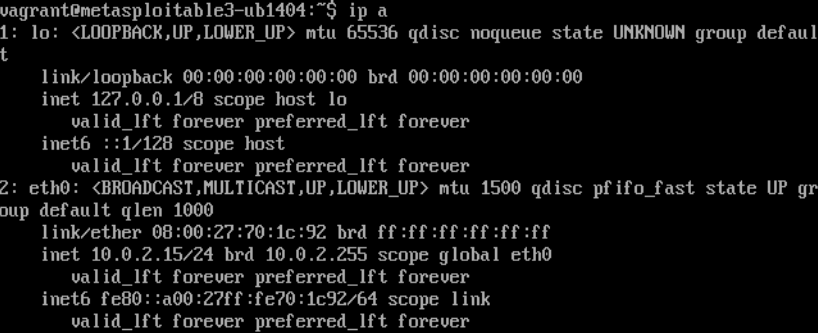 vagrant@metasploitable3-ub1404:~$ ip a
1: lo: <LOOPBACK,UP,LOWER_UP> mtu 65536 qdisc noqueue state UNKNOWN group defaul
t
    link/loopback 00:00:00:00:00:00 brd 00:00:00:00:00:00
    inet 127.0.0.1/8 scope host lo
       valid_lft forever preferred_lft forever
    inet6 ::1/128 scope host
       valid_lft forever preferred_lft forever
2: eth0: <BROADCAST,MULTICAST,UP,LOWER_UP> mtu 1500 qdisc pfifo_fast state UP gr
oup default qlen 1000
    link/ether 08:00:27:70:1c:92 brd ff:ff:ff:ff:ff:ff
    inet 10.0.2.15/24 brd 10.0.2.255 scope global eth0
       valid_lft forever preferred_lft forever
    inet6 fe80::a00:27ff:fe70:1c92/64 scope link
       valid_lft forever preferred_lft forever